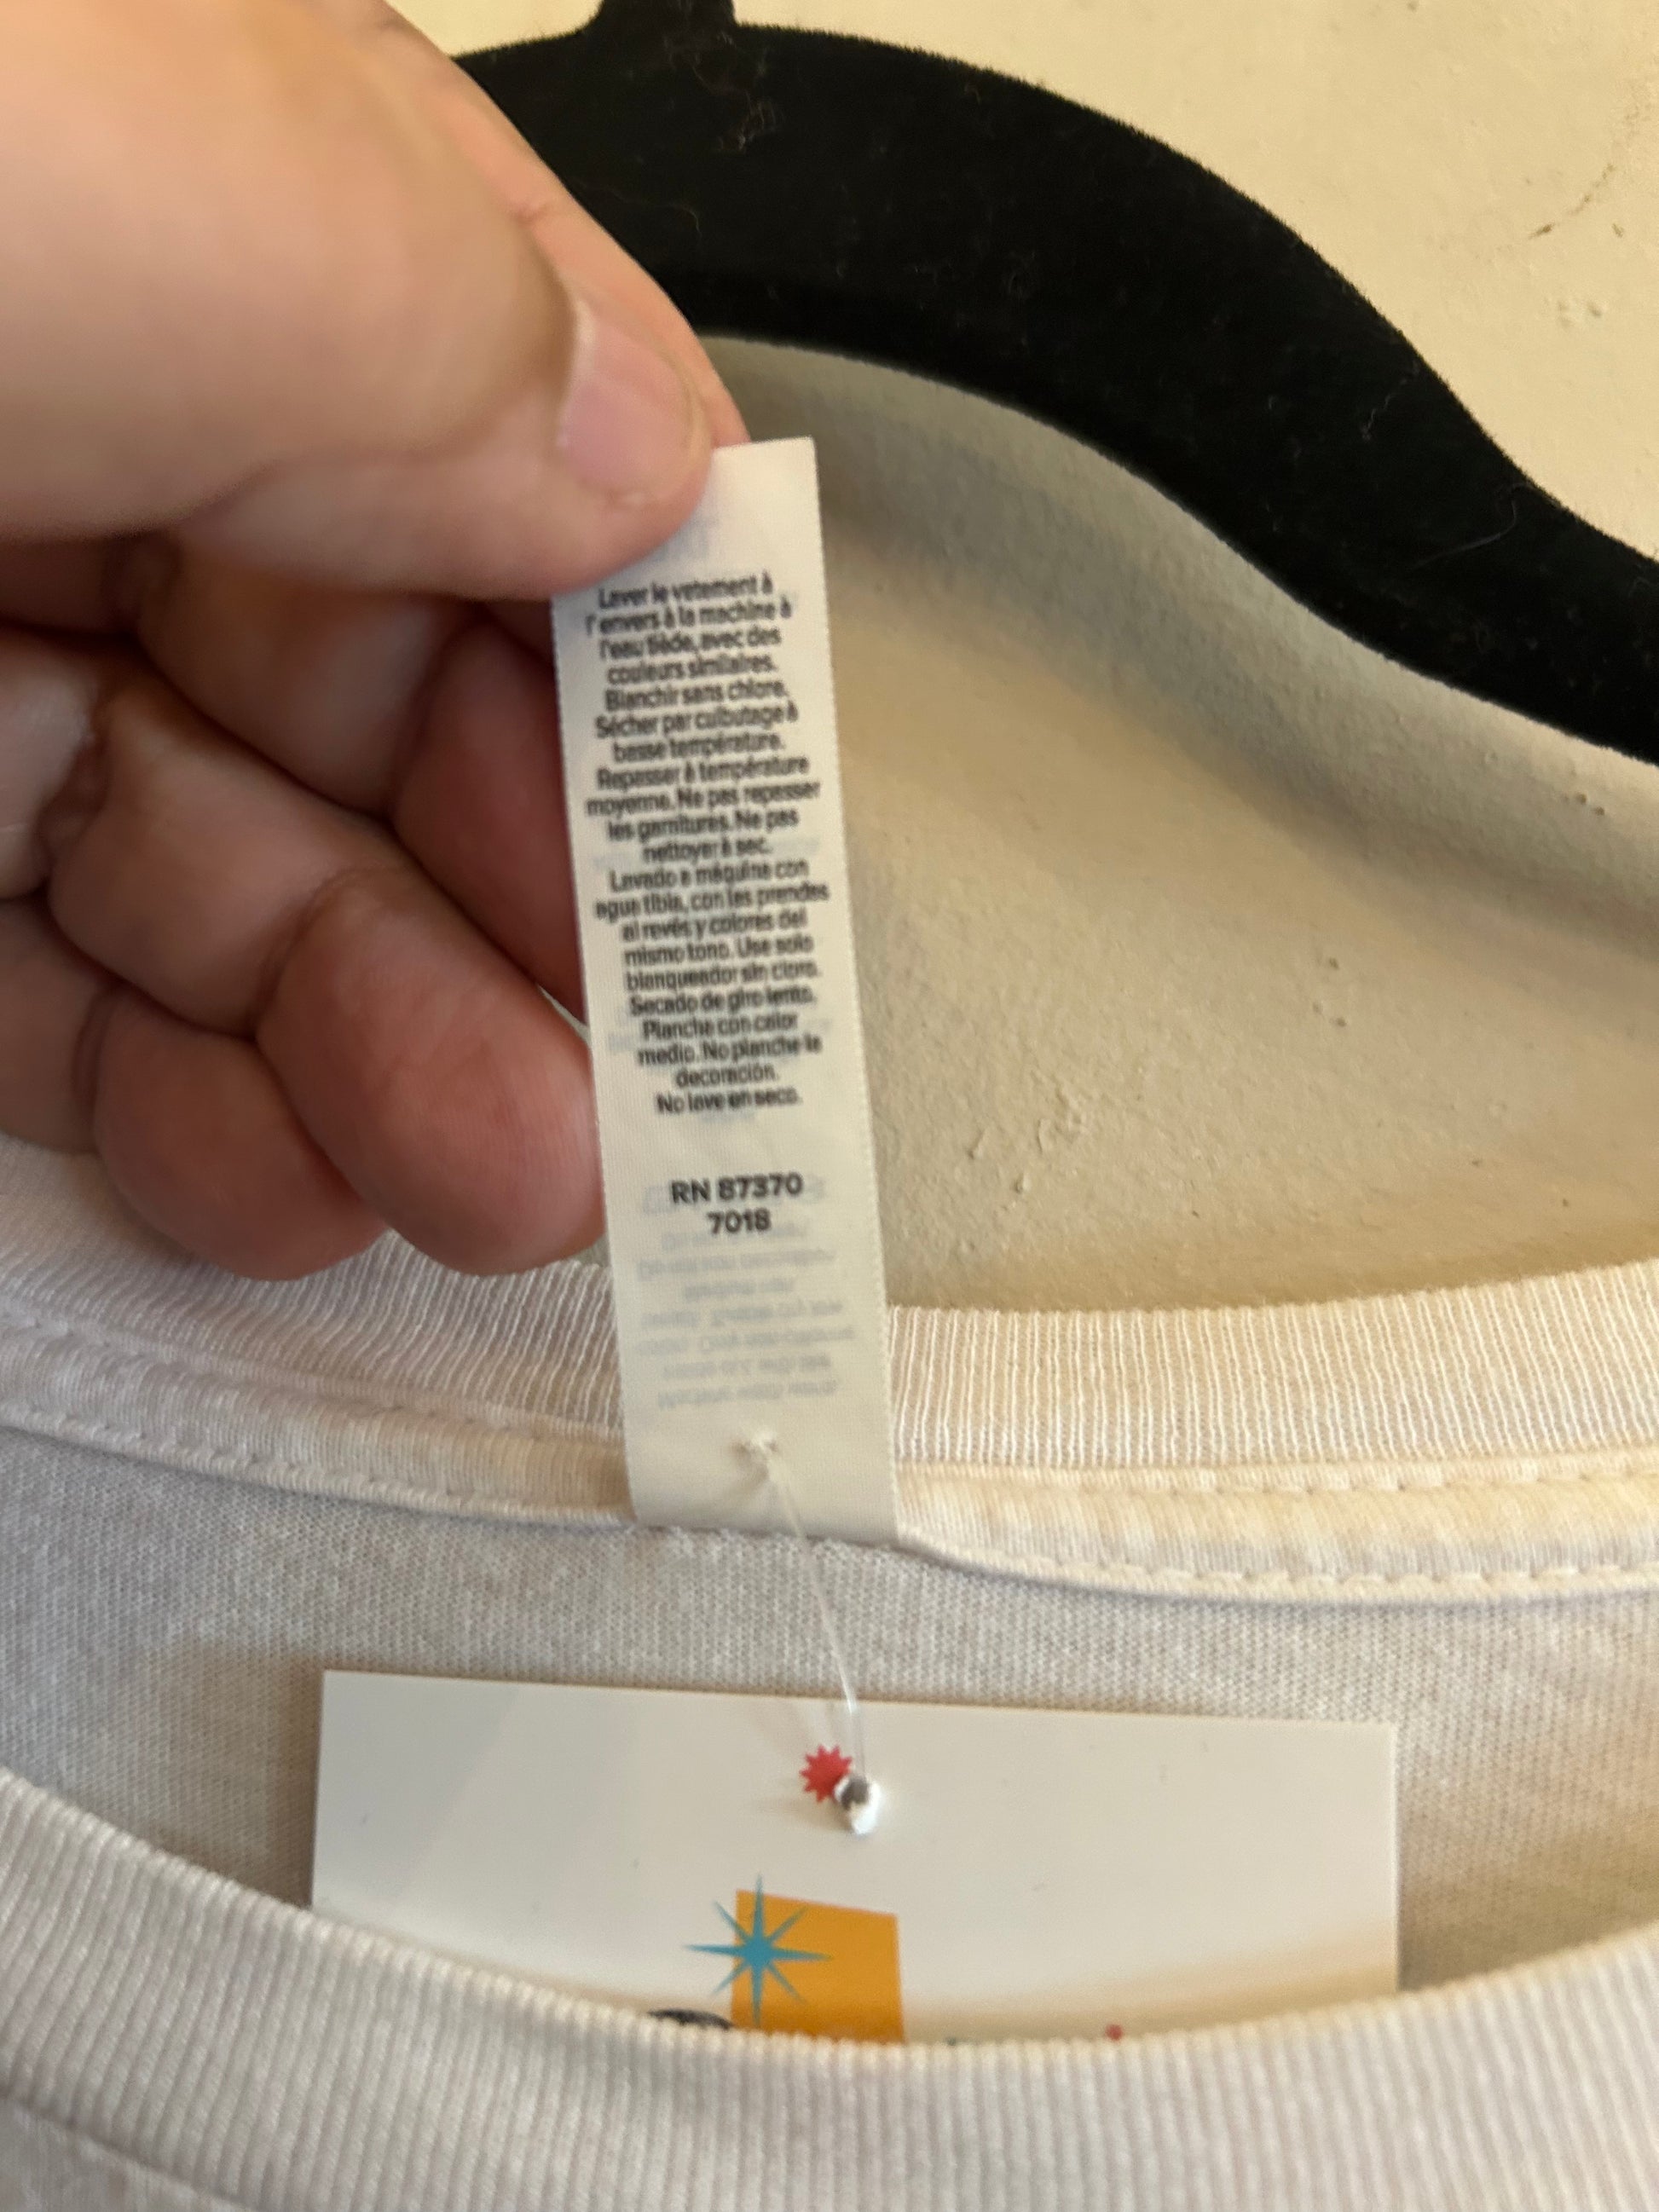 Laver le vetement à
l'envers à la machine à
l'eau tiède, avec des
couleurs similaires.
Blanchir sans chlore.
Sécher par culbutage à
basse température.
Repasser à température
moyenne. Ne pas repasser
les garnitures. Ne pas
nettoyer à sec.
Lavado a máquina con
agua tibia, con las prendas
al revés y colores del
mismo tono. Use solo
blanqueador sin cloro.
Secado de giro lento.
Planche con calor
medio. No planche la
decoración.
No lave en seco.
RN 87370
7018